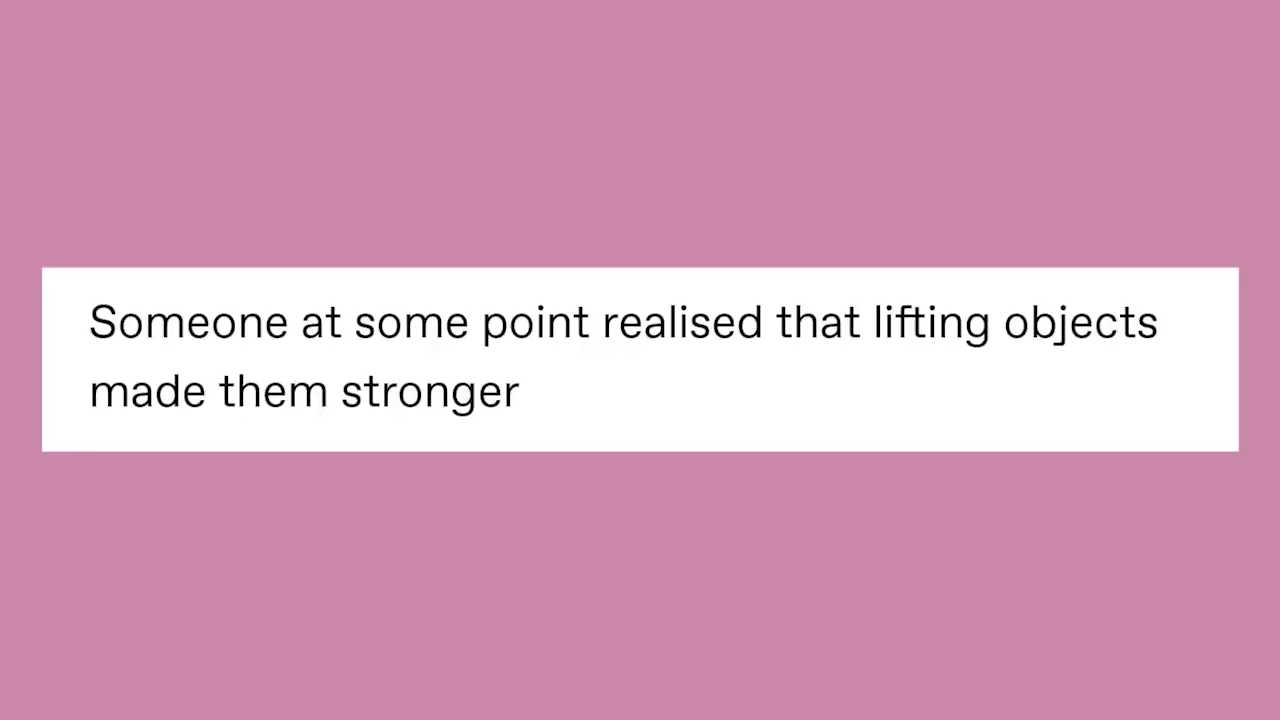 Someone at some point realised that lifting objects
made them stronger